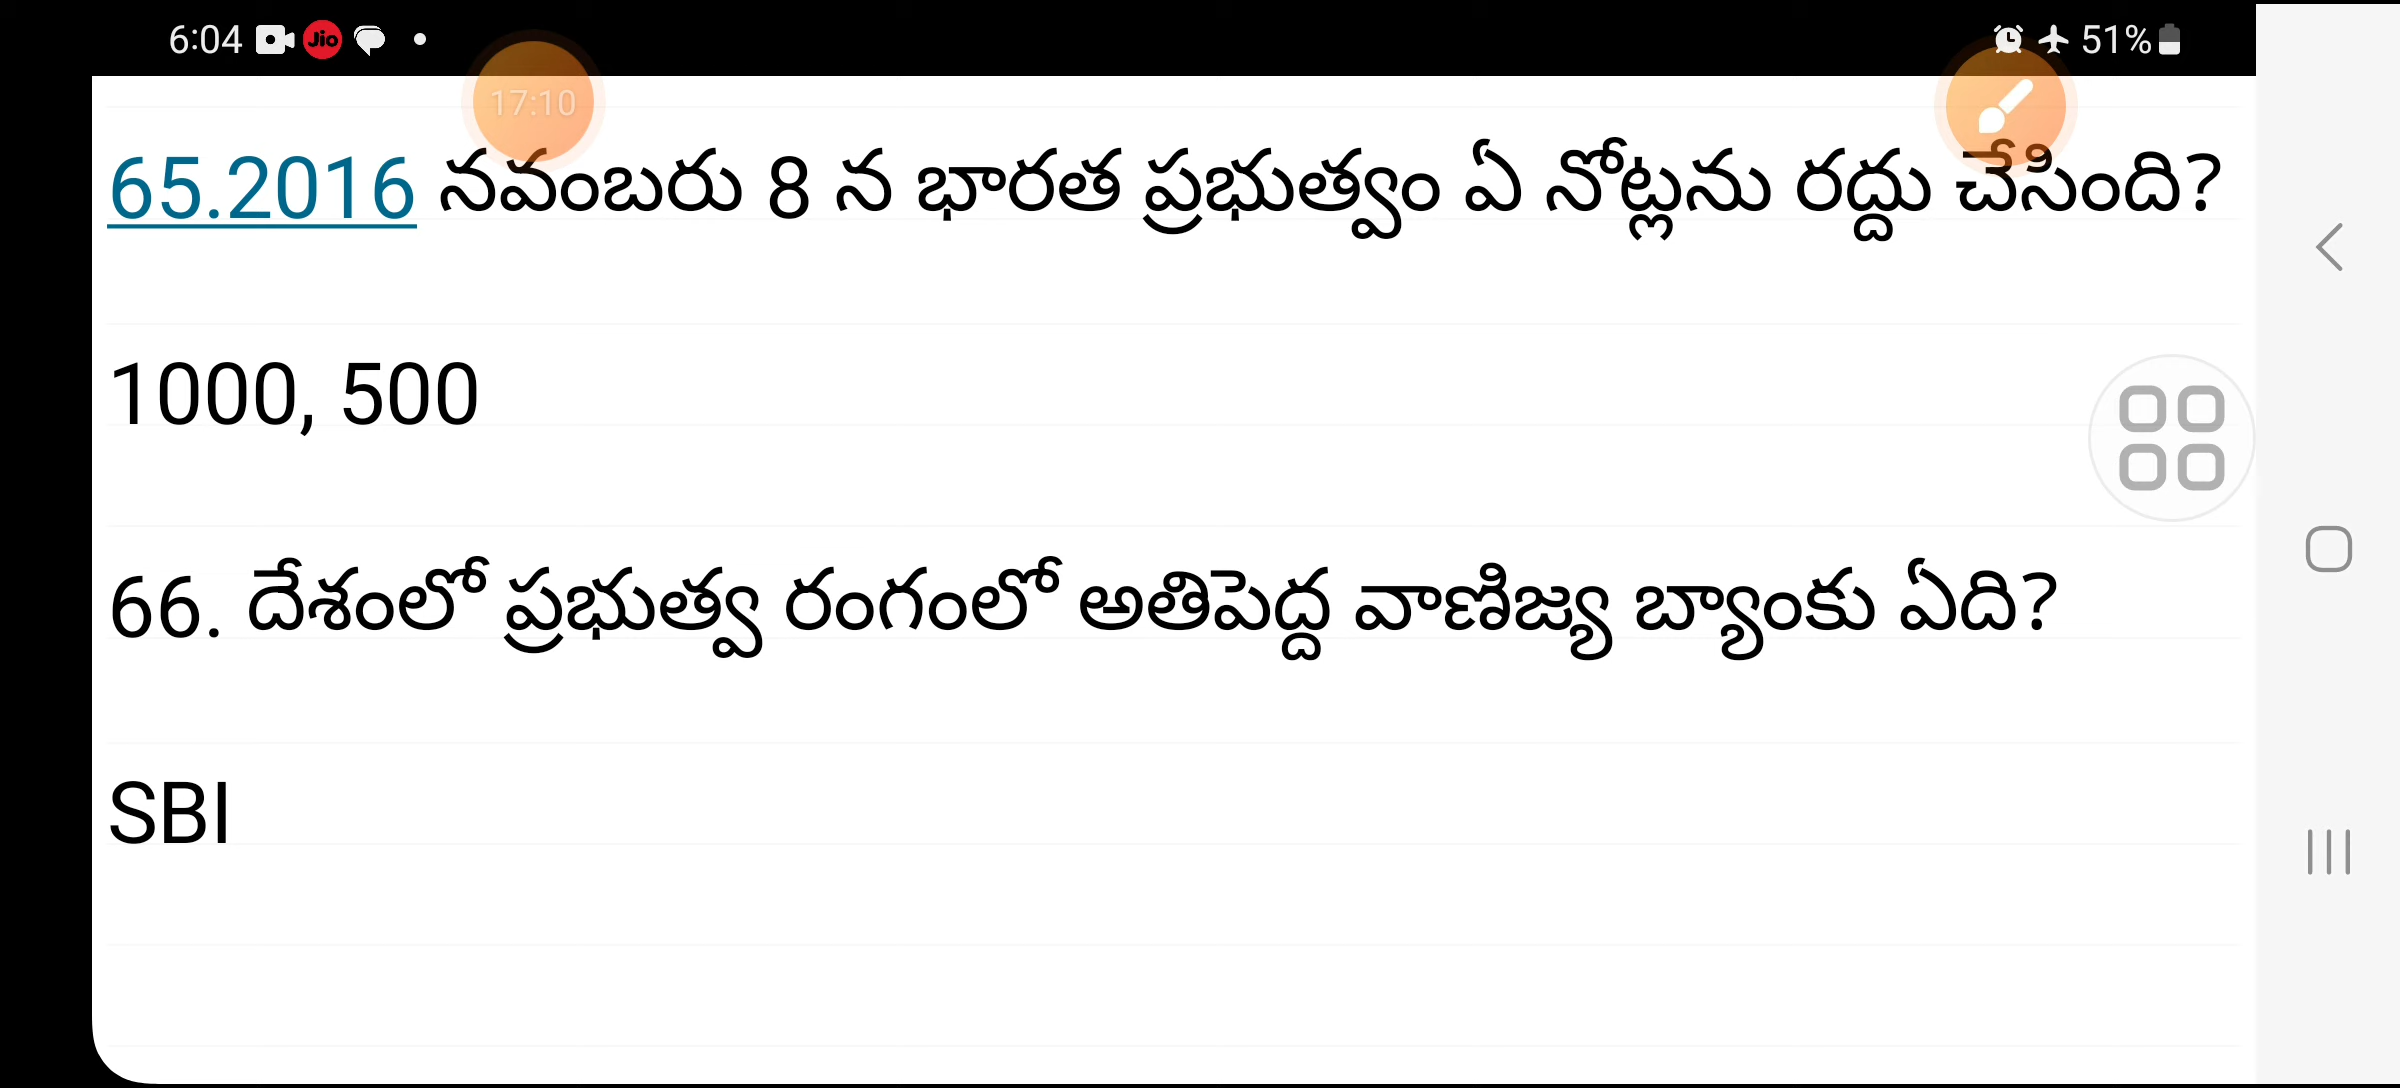 6:04 Jio 51%
17:10
65.2016 నవంబరు 8 న భారత ప్రభుత్వం ఏ నోట్లను రద్దు చేసింది?
1000, 500
66. దేశంలో ప్రభుత్వ రంగంలో అతిపెద్ద వాణిజ్య బ్యాంకు ఏది?
SBI